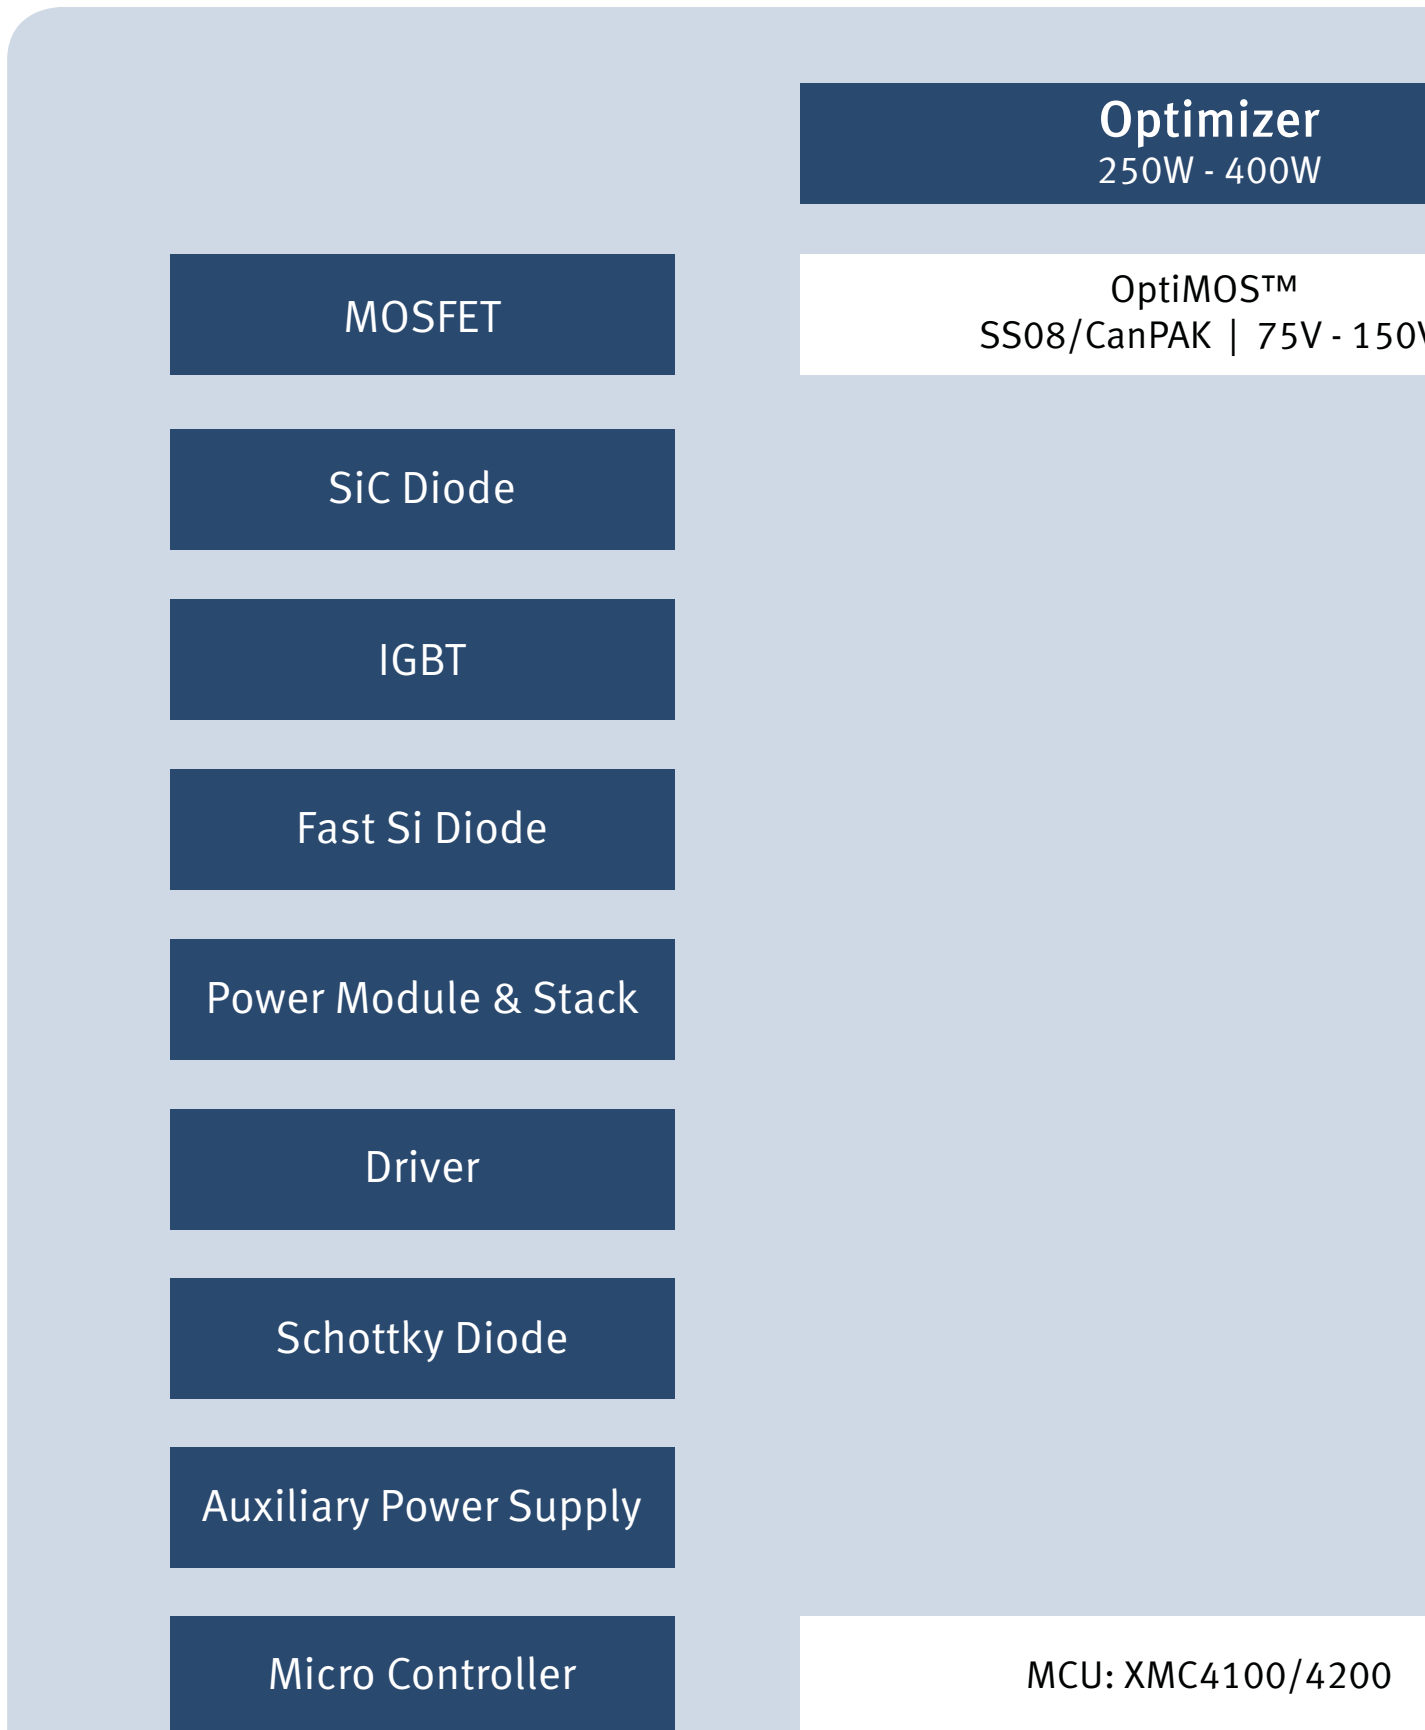 Optimizer
250W - 400W
MOSFET
OptiMOS™
SS08/CanPAK | 75V - 150V
SiC Diode
IGBT
Fast Si Diode
Power Module & Stack
Driver
Schottky Diode
Auxiliary Power Supply
Micro Controller
MCU: XMC4100/4200